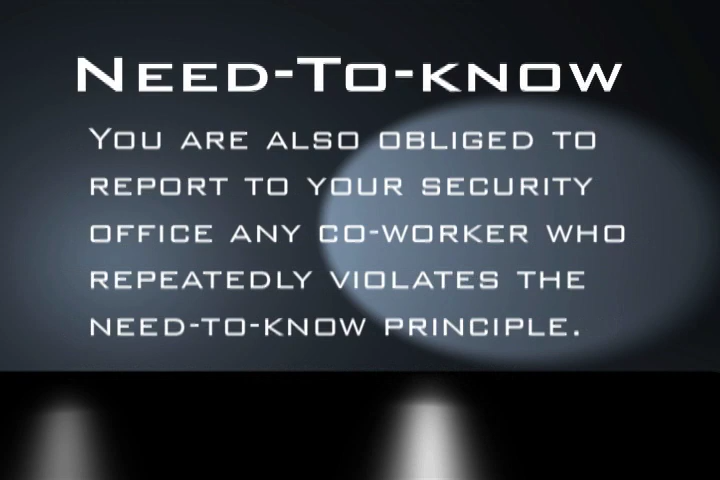 Need-To-Know
You are also obliged to
report to your security
office any co-worker who
repeatedly violates the
need-to-know principle.